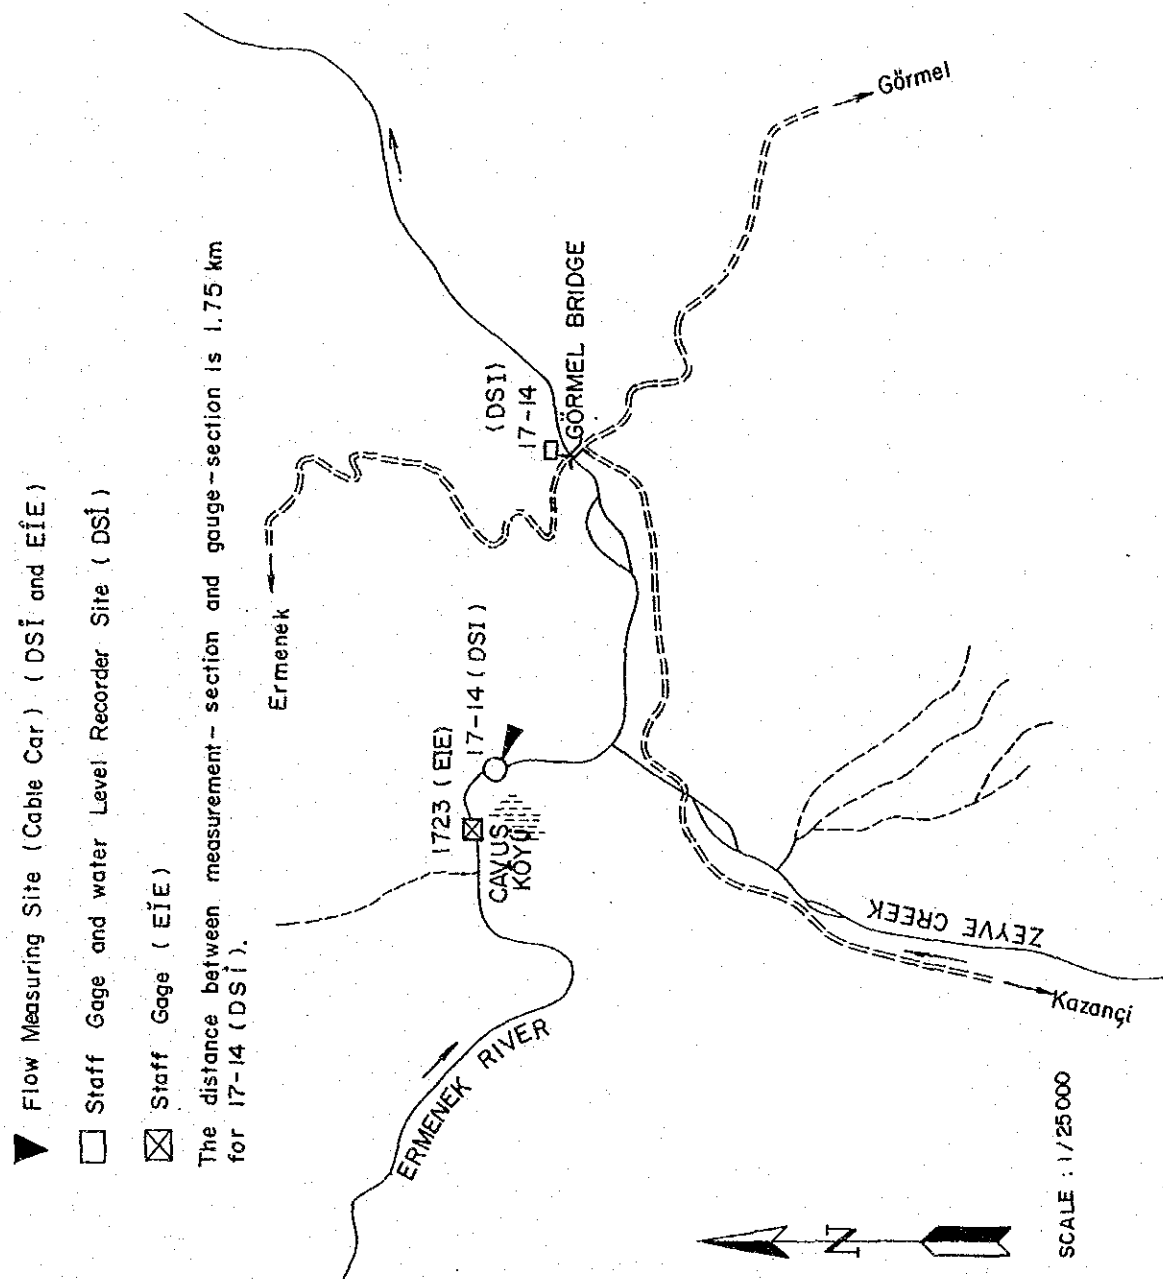 Flow Measuring Site (Cable Car) ( DSİ and EİE)
Staff Gage and water Level Recorder Site ( DSİ)
Staff Gage ( EİE)
The distance between measurement- section and gauge-section is 1.75 km
for 17-14 (DSİ).
Ermenek
Görmel
(DSI)
17-14
GÖRMEL BRIDGE
1723 ( EİE)
17-14 (DSI)
CAVUS
KÖYÜ
ERMENEK RIVER
ZEYVE CREEK
Kazançi
N
SCALE : 1/25000